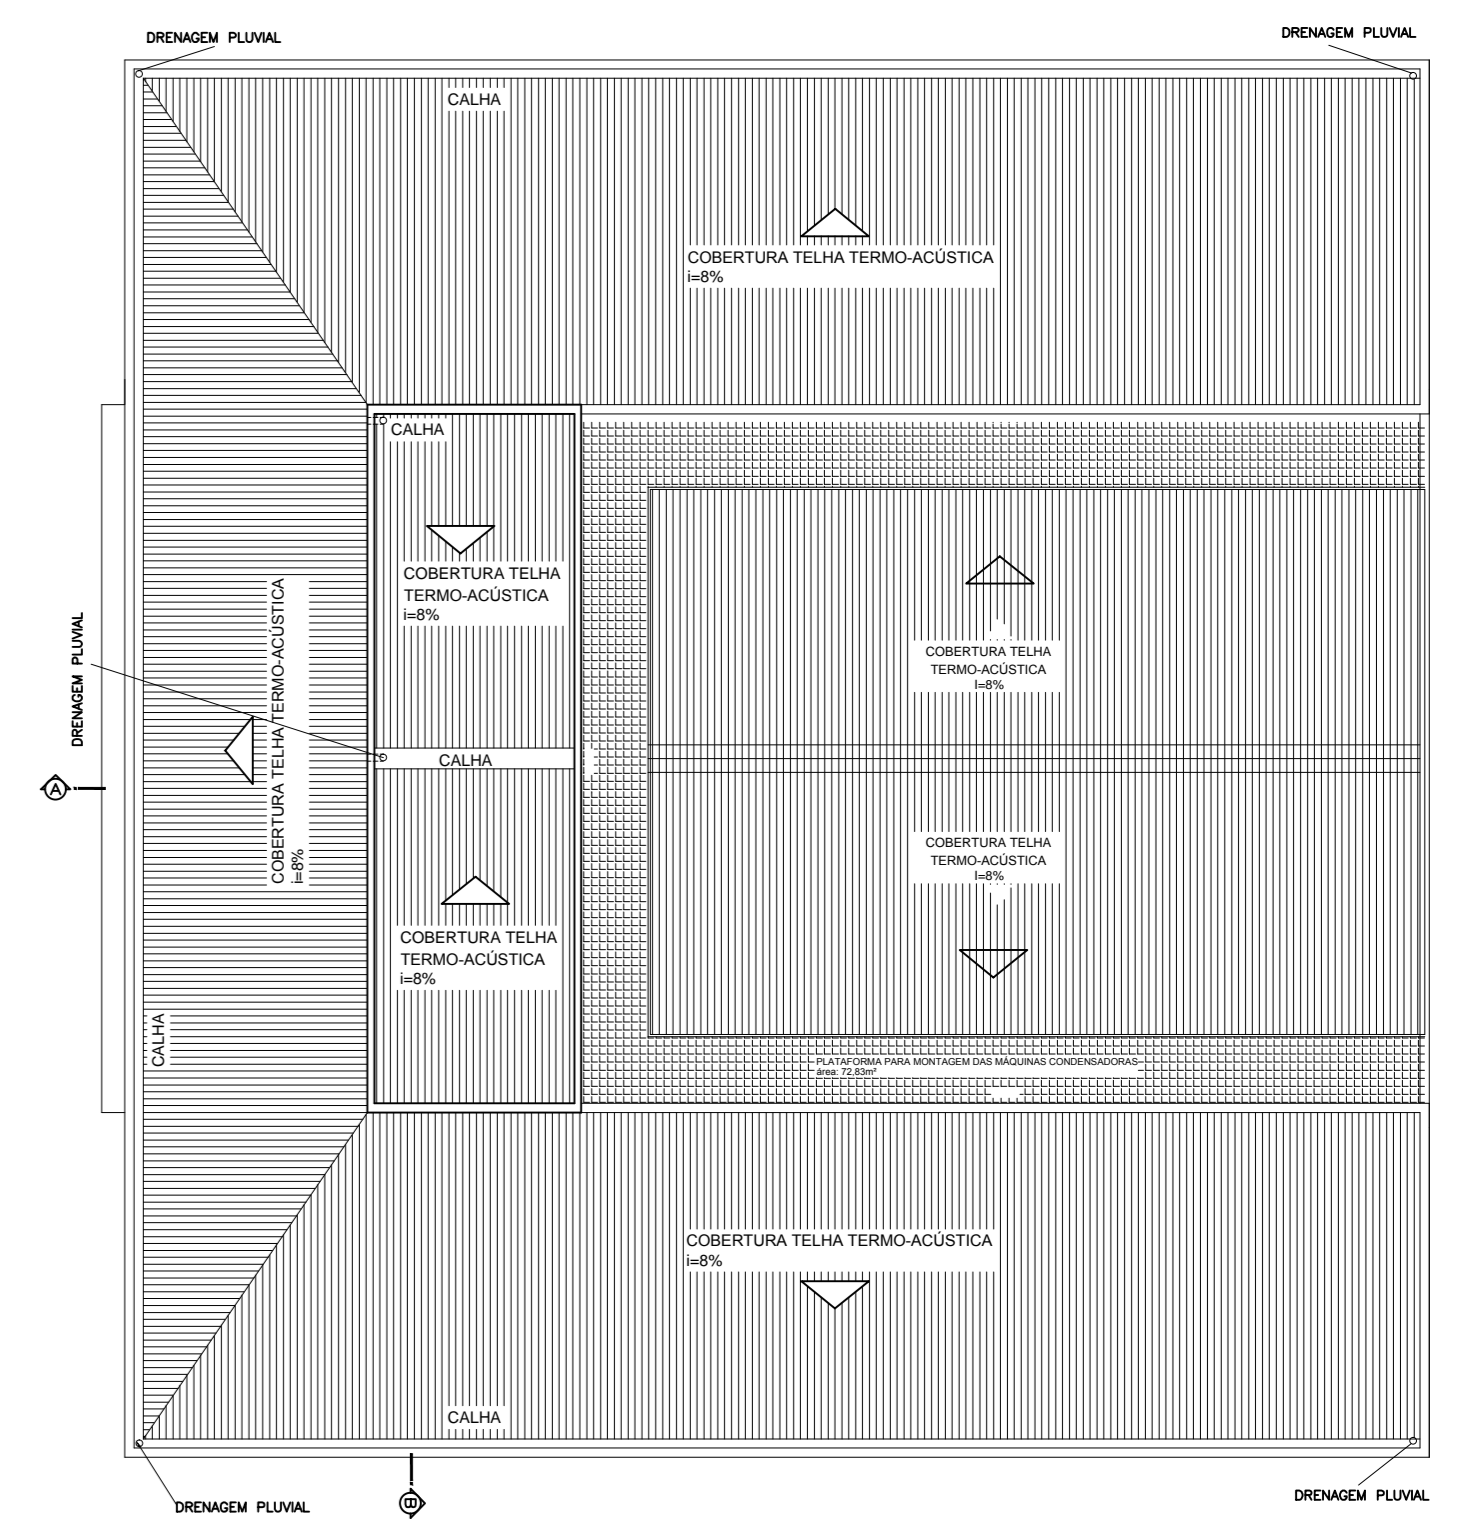 DRENAGEM PLUVIAL
DRENAGEM PLUVIAL
CALHA
COBERTURA TELHA TERMO-ACÚSTICA
i=8%
CALHA
COBERTURA TELHA
TERMO-ACÚSTICA
i=8%
COBERTURA TELHA
TERMO-ACÚSTICA
I=8%
DRENAGEM PLUVIAL
COBERTURA TELHA TERMO-ACÚSTICA
i=8%
CALHA
A
COBERTURA TELHA
TERMO-ACÚSTICA
I=8%
COBERTURA TELHA
TERMO-ACÚSTICA
i=8%
CALHA
PLATAFORMA PARA MONTAGEM DAS MÁQUINAS CONDENSADORAS
área: 72,83m²
COBERTURA TELHA TERMO-ACÚSTICA
i=8%
CALHA
DRENAGEM PLUVIAL
B
DRENAGEM PLUVIAL